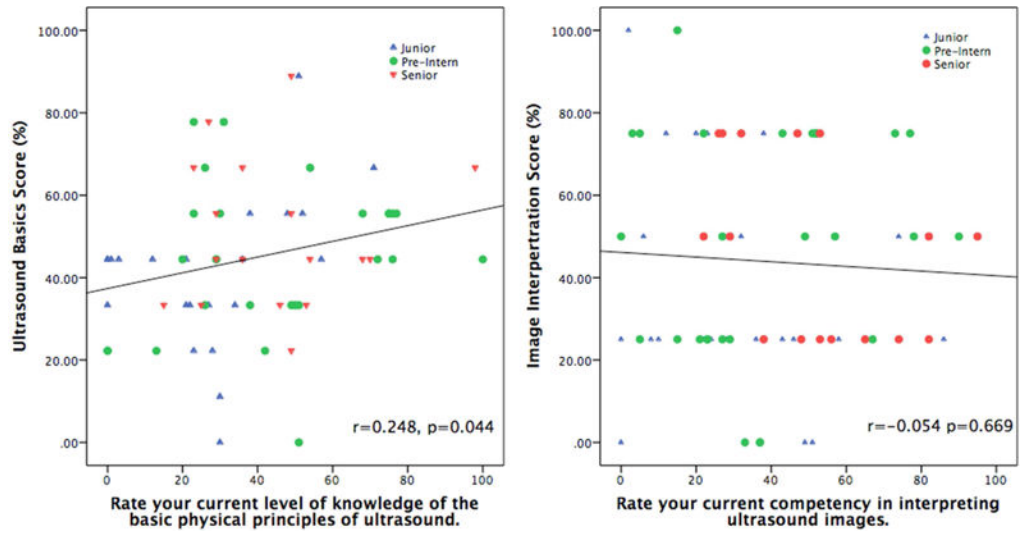 Ultrasound Basics Score (%)
100.00
80.00
60.00
40.00
20.00
.00
Junior
Pre-Intern
Senior
r=0.248, p=0.044
0 20 40 60 80 100
Rate your current level of knowledge of the
basic physical principles of ultrasound.
Image Interpertration Score (%)
100.00
80.00
60.00
40.00
20.00
.00
Junior
Pre-Intern
Senior
r=-0.054 p=0.669
0 20 40 60 80 100
Rate your current competency in interpreting
ultrasound images.